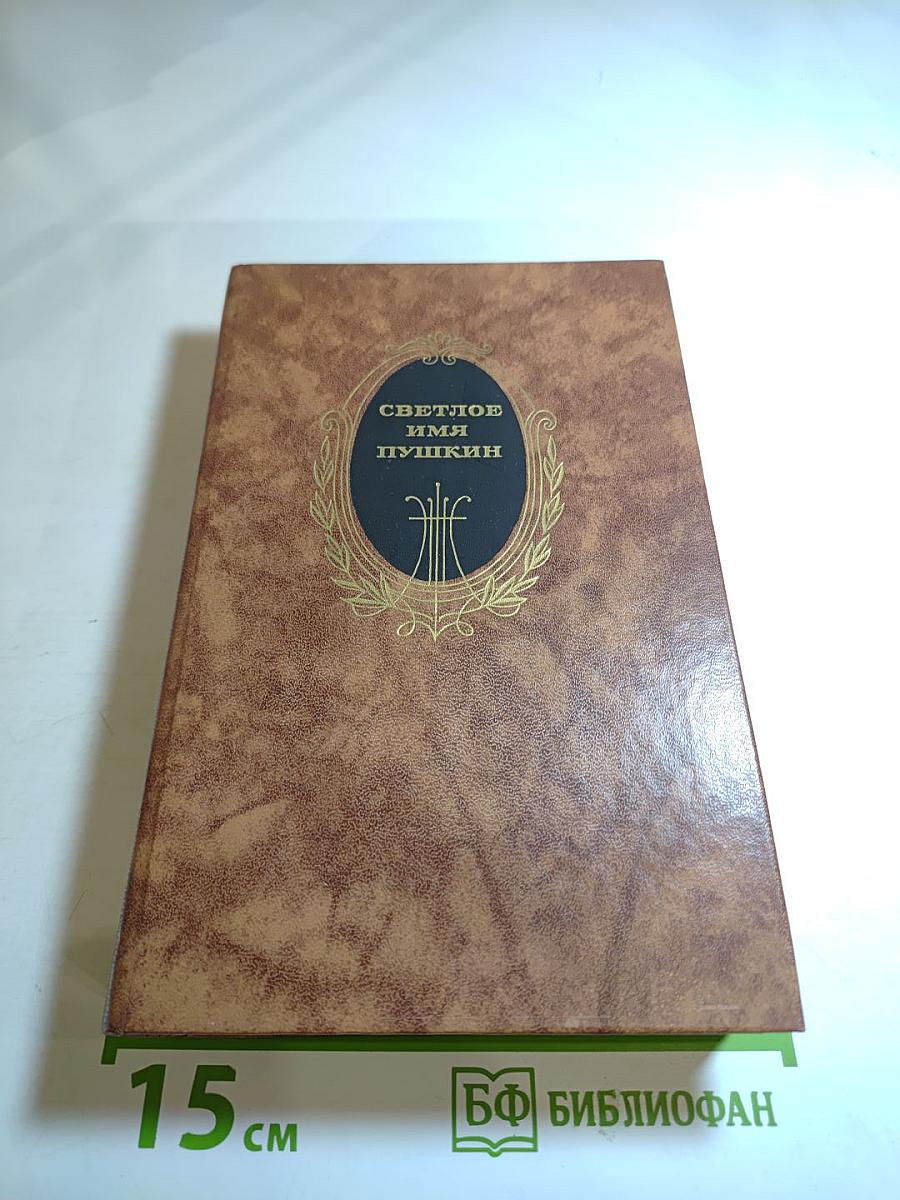 СВЕТЛОЕ
ИМЯ
ПУШКИН
15 см
БФ БИБЛИОФАН